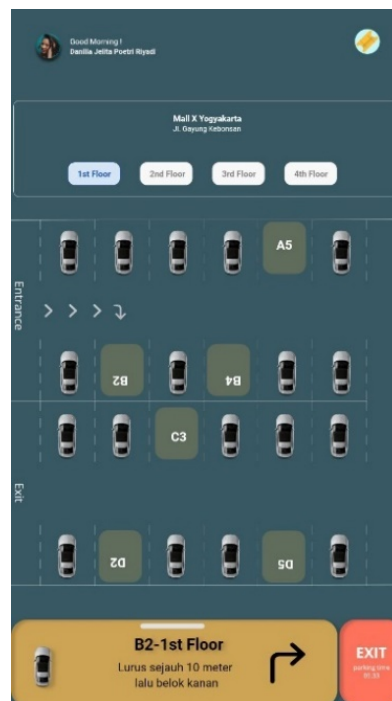 Good Morning !
Danilla Jelita Poetri Riyadi
Mall X Yogyakarta
Jl. Gayung Kebonsan
1st Floor
2nd Floor
3rd Floor
4th Floor
A5
Entrance
B2
B4
C3
Exit
D2
D5
B2-1st Floor
Lurus sejauh 10 meter
lalu belok kanan
EXIT
parking time